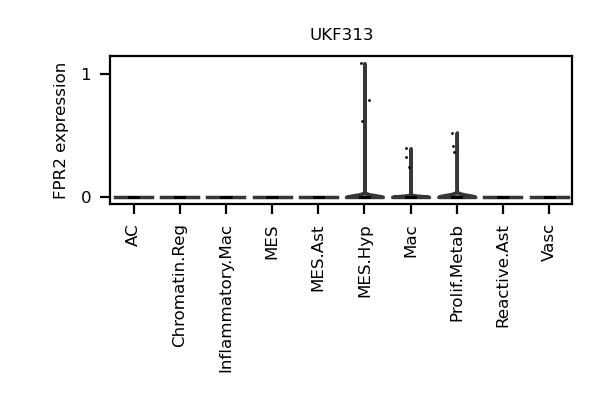 UKF313
FPR2 expression
1
0
AC
Chromatin.Reg
Inflammatory.Mac
MES
MES.Ast
MES.Hyp
Mac
Prolif.Metab
Reactive.Ast
Vasc